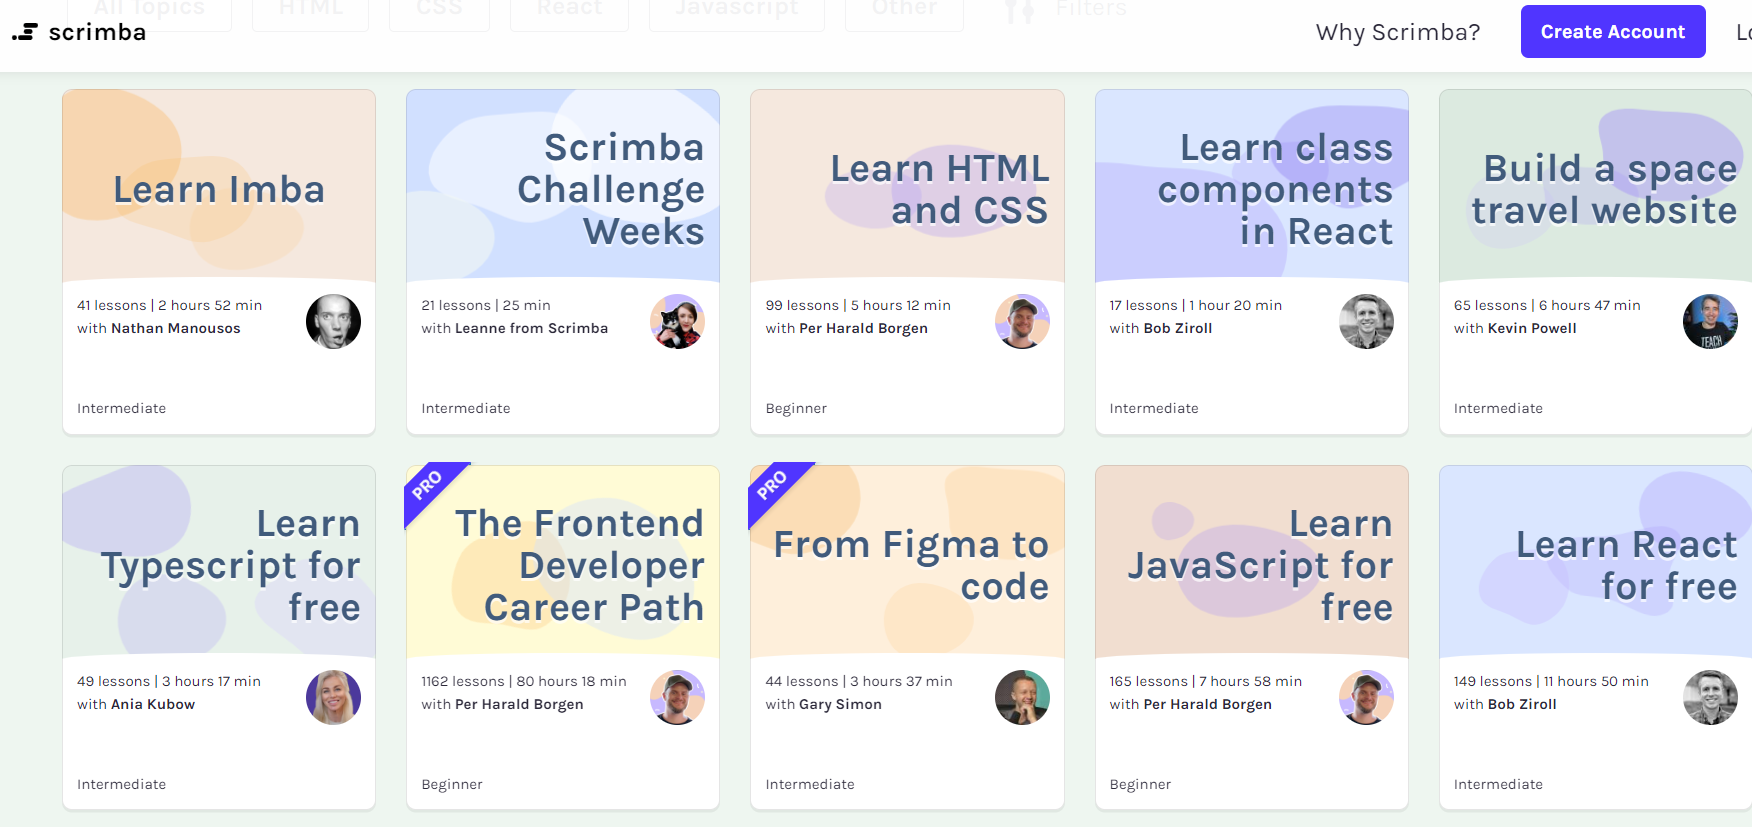 All Topics HTML CSS React Javascript Other Filters
scrimba Why Scrimba? Create Account
Learn Imba
41 lessons | 2 hours 52 min
with Nathan Manousos
Intermediate
Scrimba
Challenge
Weeks
21 lessons | 25 min
with Leanne from Scrimba
Intermediate
Learn HTML
and CSS
99 lessons | 5 hours 12 min
with Per Harald Borgen
Beginner
Learn class
components
in React
17 lessons | 1 hour 20 min
with Bob Ziroll
Intermediate
Build a space
travel website
65 lessons | 6 hours 47 min
with Kevin Powell
TEACH
Intermediate
Learn
Typescript for
free
49 lessons | 3 hours 17 min
with Ania Kubow
Intermediate
PRO
The Frontend
Developer
Career Path
1162 lessons | 80 hours 18 min
with Per Harald Borgen
Beginner
PRO
From Figma to
code
44 lessons | 3 hours 37 min
with Gary Simon
Intermediate
Learn
JavaScript for
free
165 lessons | 7 hours 58 min
with Per Harald Borgen
Beginner
Learn React
for free
149 lessons | 11 hours 50 min
with Bob Ziroll
Intermediate